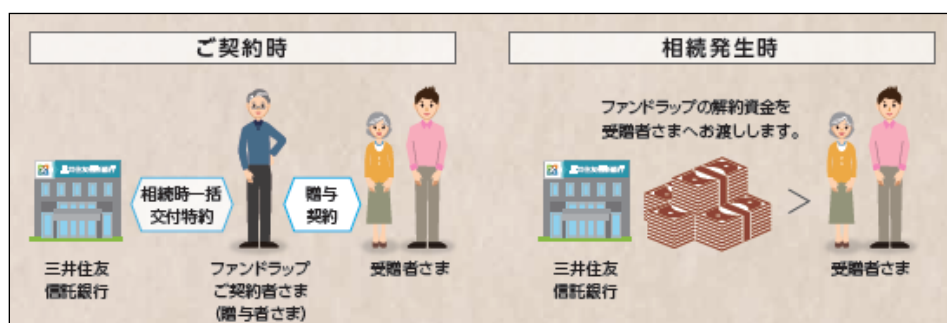 ご契約時
相続時一括
交付特約
贈与
契約
三井住友
信託銀行
ファンドラップ
ご契約者さま
(贈与者さま)
受贈者さま
相続発生時
ファンドラップの解約資金を
受贈者さまへお渡しします。
>
三井住友
信託銀行
受贈者さま